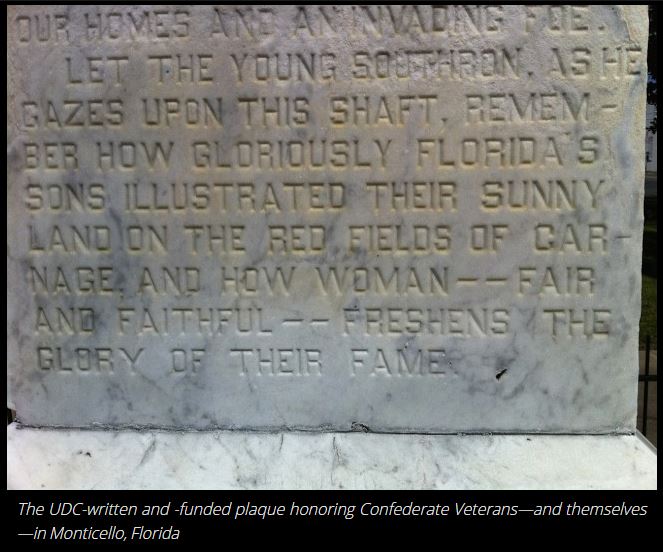 OUR HOMES AND AN INVADING FOE.
LET THE YOUNG SOUTHRON, AS HE
GAZES UPON THIS SHAFT, REMEM-
BER HOW GLORIOUSLY FLORIDA'S
SONS ILLUSTRATED THEIR SUNNY
LAND ON THE RED FIELDS OF CAR-
NAGE, AND HOW WOMAN--FAIR
AND FAITHFUL--FRESHENS THE
GLORY OF THEIR FAME
The UDC-written and -funded plaque honoring Confederate Veterans—and themselves
—in Monticello, Florida